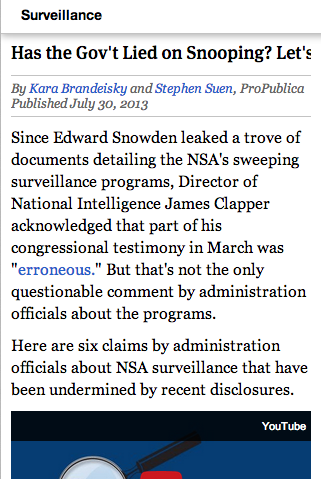 Surveillance
Has the Gov't Lied on Snooping? Let's
By Kara Brandeisky and Stephen Suen, ProPublica
Published July 30, 2013
Since Edward Snowden leaked a trove of
documents detailing the NSA's sweeping
surveillance programs, Director of
National Intelligence James Clapper
acknowledged that part of his
congressional testimony in March was
"erroneous." But that's not the only
questionable comment by administration
officials about the programs.
Here are six claims by administration
officials about NSA surveillance that have
been undermined by recent disclosures.
YouTube